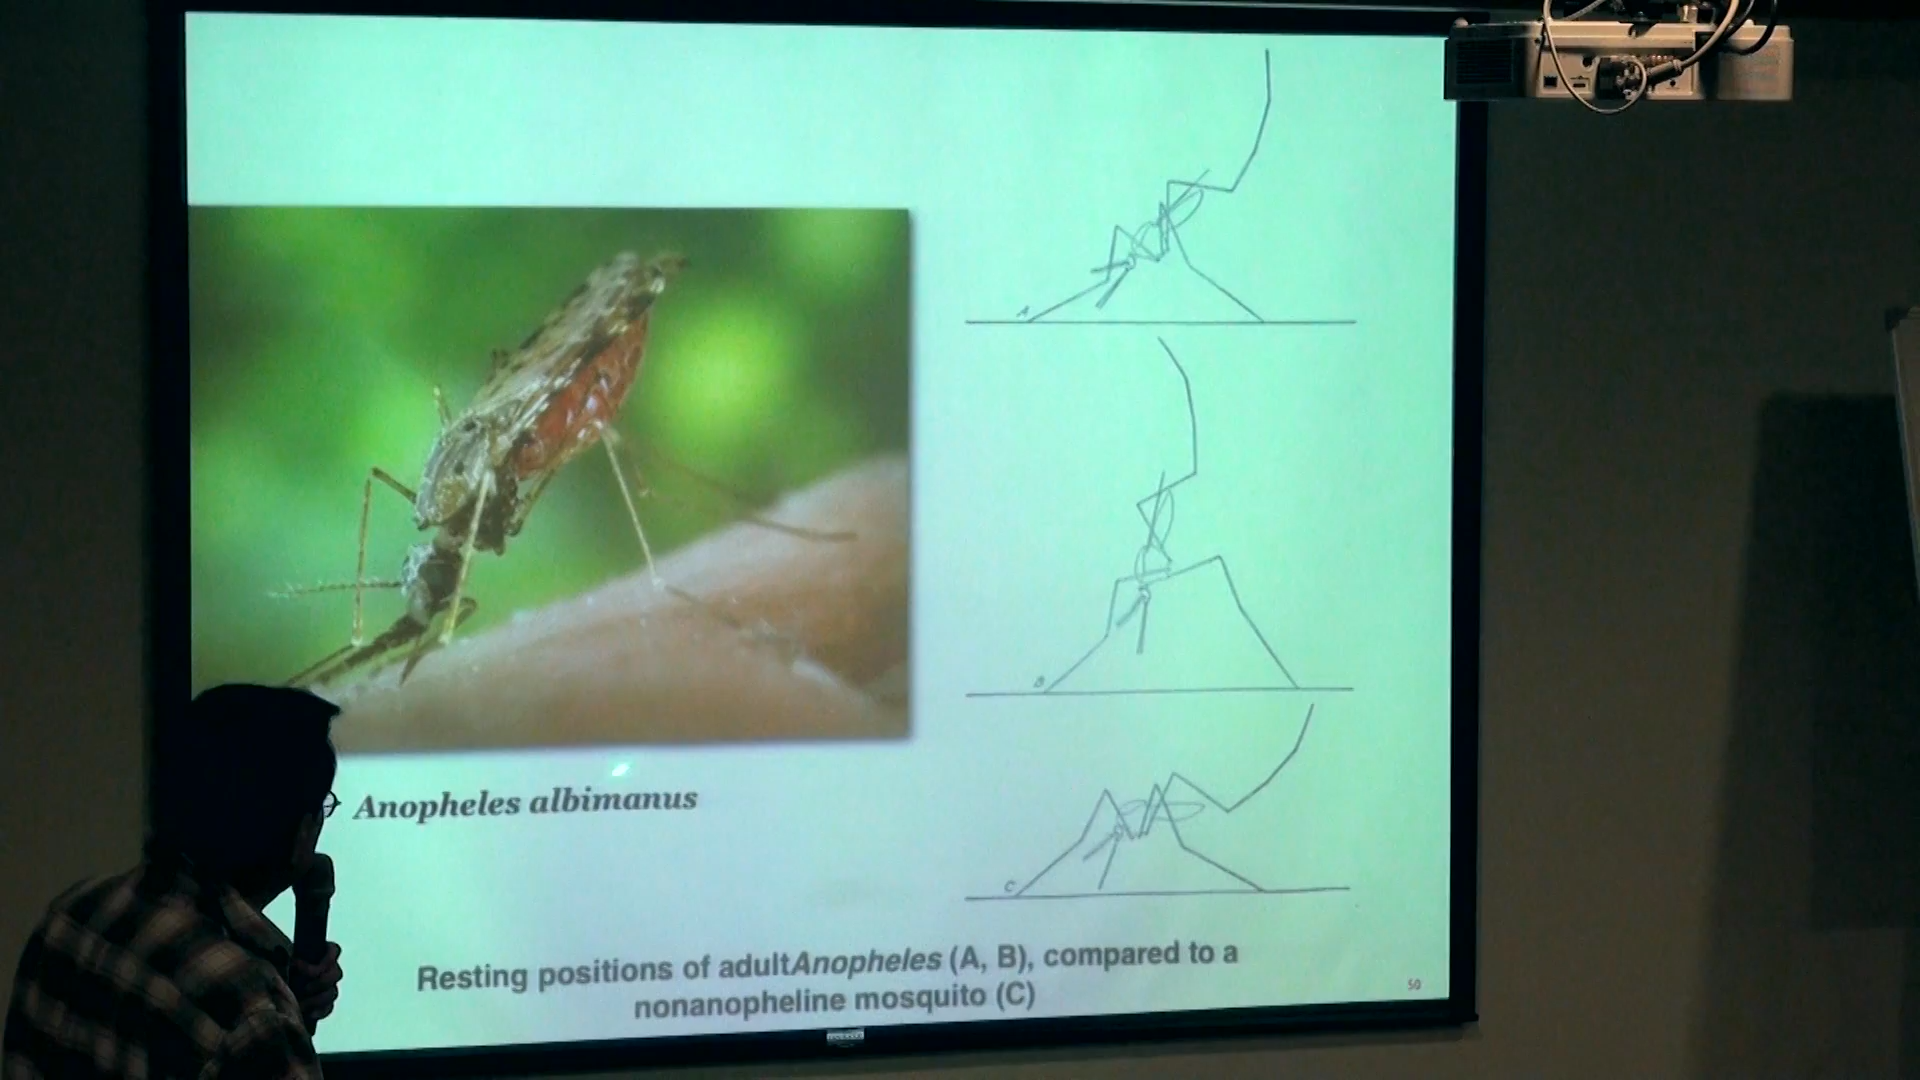 A
B
Anopheles albimanus
C
Resting positions of adultAnopheles (A, B), compared to a
nonanopheline mosquito (C)
50